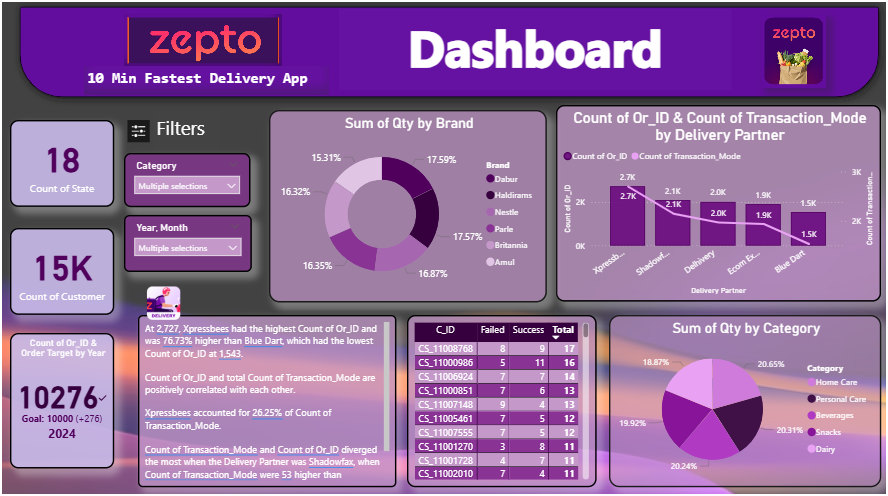 zepto
10 Min Fastest Delivery App
Dashboard
zepto
18
Count of State
15K
Count of Customer
Count of Or_ID &
Order Target by Year
10276
Goal: 10000 (+276)
2024
Filters
Category
Multiple selections
Year, Month
Multiple selections
Sum of Qty by Brand
15.31%
17.59%
16.32%
17.57%
16.35%
16.87%
Brand
Dabur
Haldirams
Nestle
Parle
Britannia
Amul
Count of Or_ID & Count of Transaction_Mode
by Delivery Partner
Count of Or_ID Count of Transaction_Mode
Count of Or_ID
2K
0K
2.7K
2.7K
2.1K
2.1K
2.0K
2.0K
1.9K
1.9K
1.5K
1.5K
3K
2K
Count of Transaction_...
Xpressb...
Shadowf...
Delhivery
Ecom Ex...
Blue Dart
Delivery Partner
DELIVERY
At 2,727, Xpressbees had the highest Count of Or_ID and
was 76.73% higher than Blue Dart, which had the lowest
Count of Or_ID at 1,543.
Count of Or_ID and total Count of Transaction_Mode are
positively correlated with each other.
Xpressbees accounted for 26.25% of Count of
Transaction_Mode.
Count of Transaction_Mode and Count of Or_ID diverged
the most when the Delivery Partner was Shadowfax, when
Count of Transaction_Mode were 53 higher than
C_ID Failed Success Total
CS_11008768 8 9 17
CS_11000986 5 11 16
CS_11006924 7 7 14
CS_11000851 7 6 13
CS_11007148 9 4 13
CS_11005461 7 5 12
CS_11007555 7 5 12
CS_11001270 3 8 11
CS_11001728 4 7 11
CS_11002010 7 4 11
Sum of Qty by Category
18.87%
20.65%
19.92%
20.31%
20.24%
Category
Home Care
Personal Care
Beverages
Snacks
Dairy